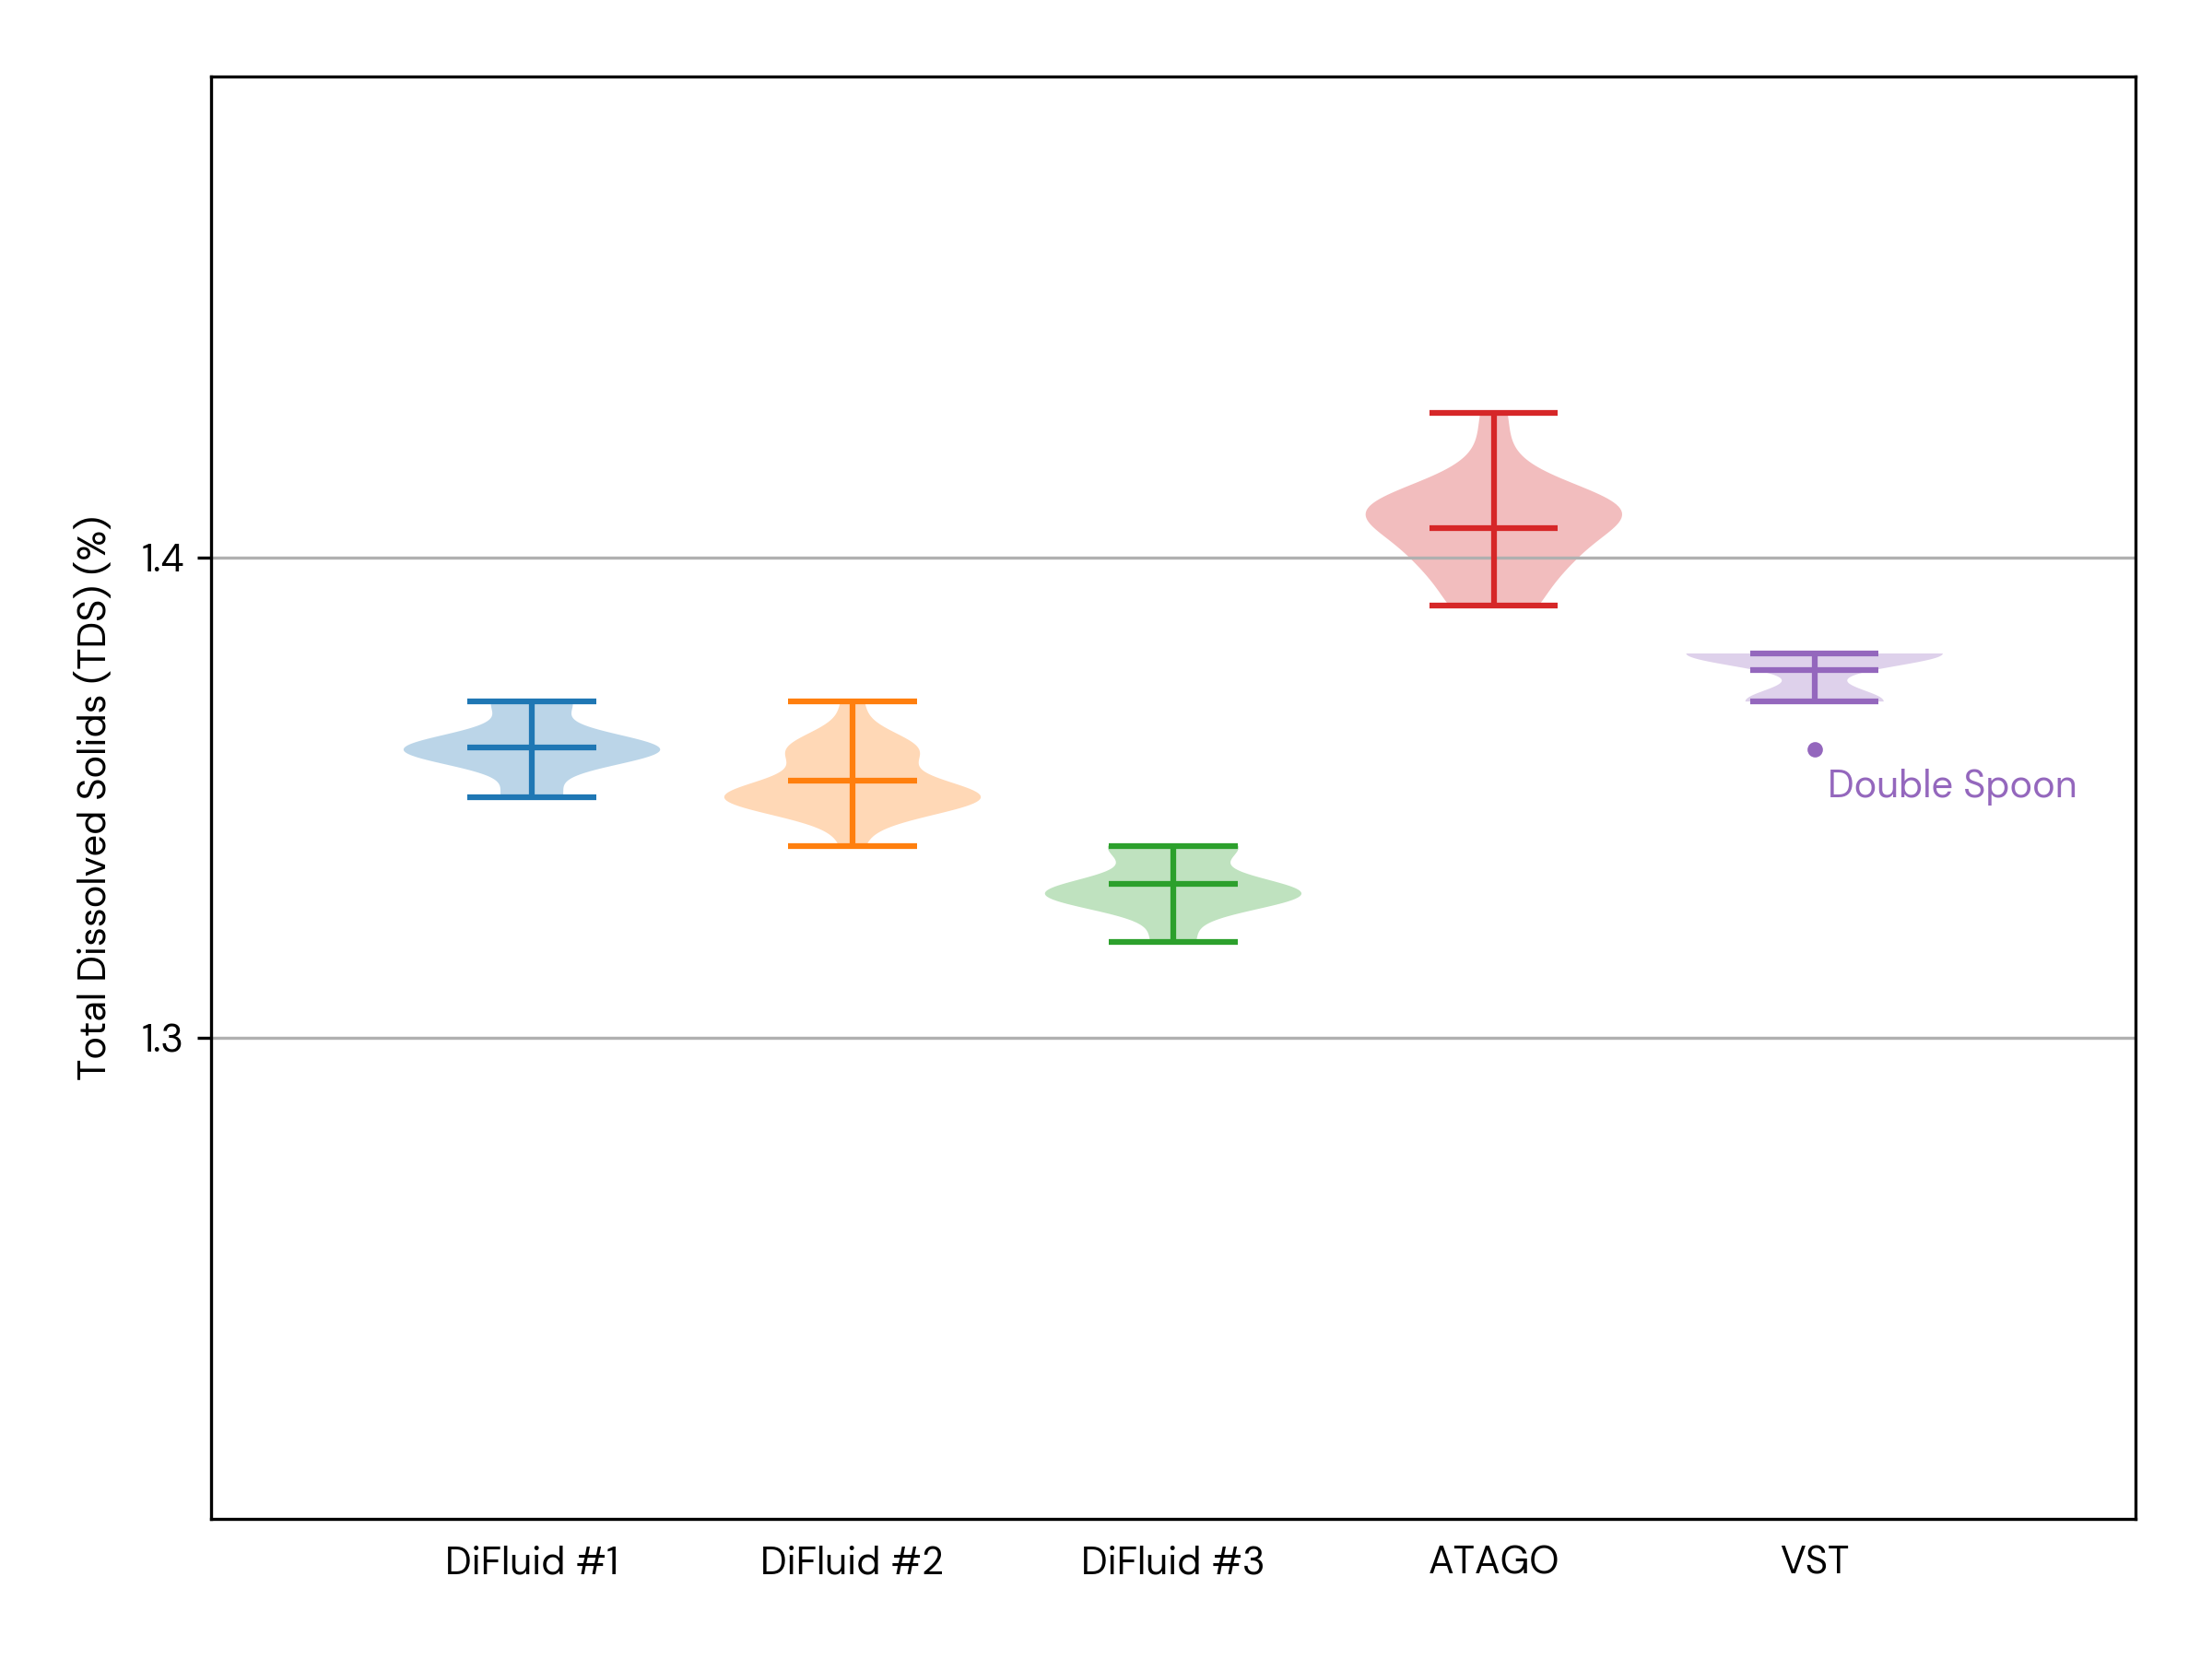 Total Dissolved Solids (TDS) (%)
1.4
1.3
Double Spoon
DiFluid #1
DiFluid #2
DiFluid #3
ATAGO
VST